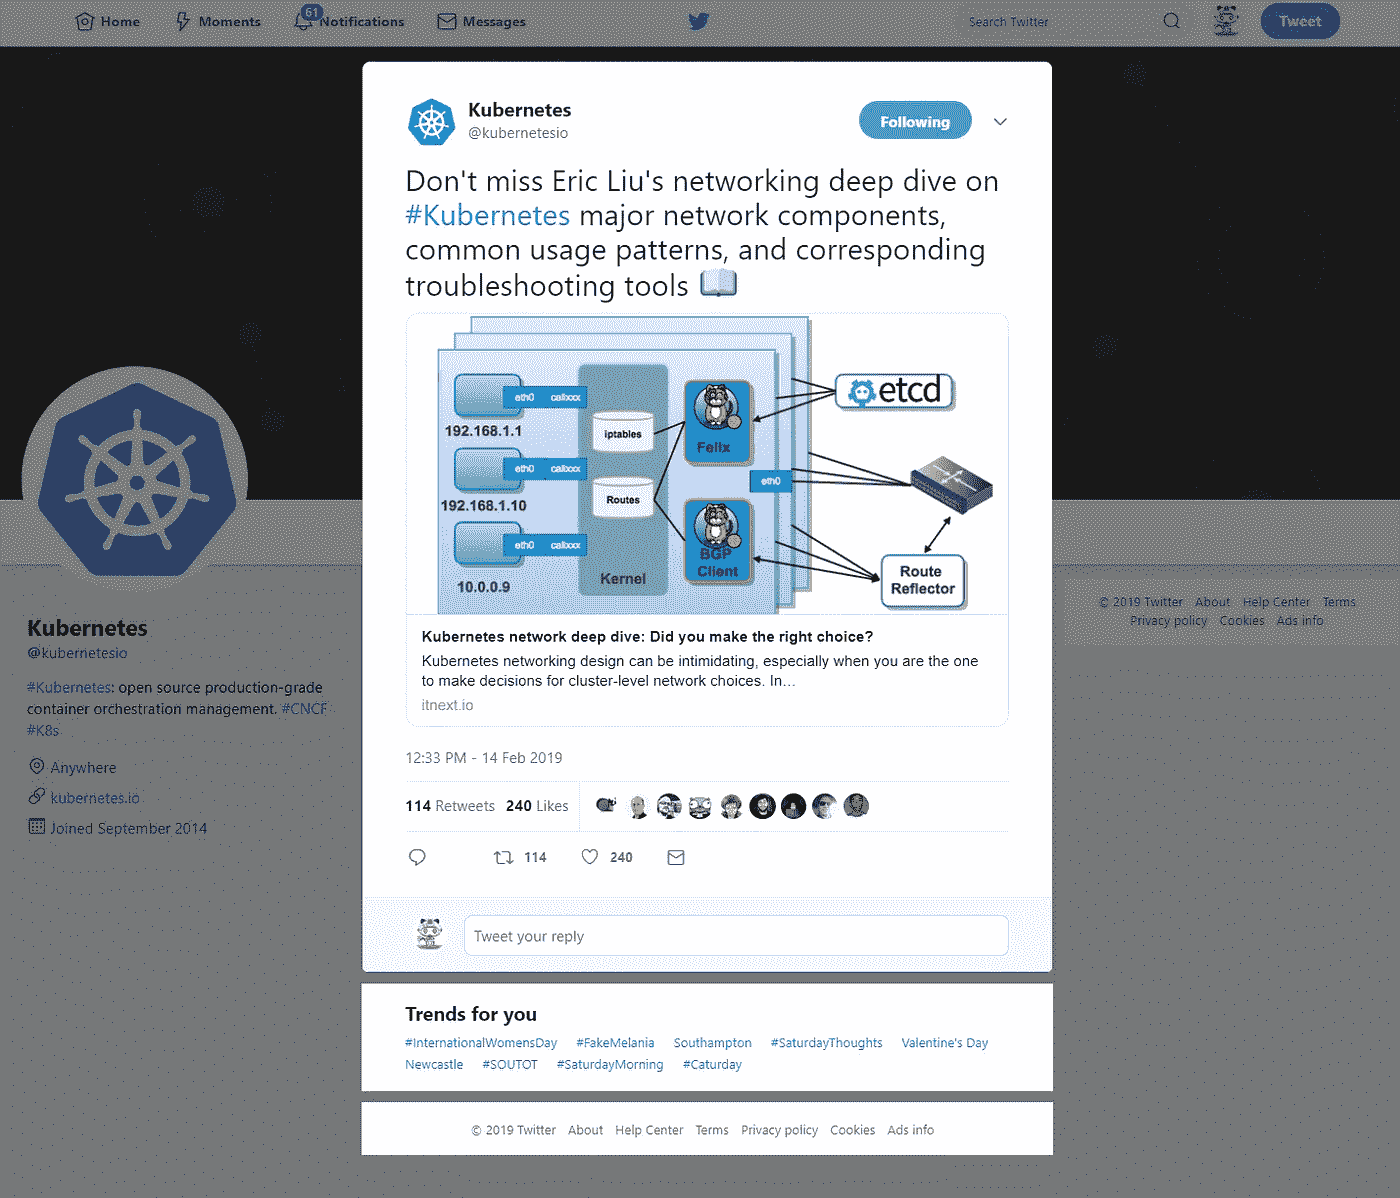 Home Moments 61 Notifications Messages Search Twitter Tweet
Kubernetes
@kubernetesio
Following
Don't miss Eric Liu's networking deep dive on
#Kubernetes major network components,
common usage patterns, and corresponding
troubleshooting tools
eth0 calixxx
192.168.1.1
eth0 calixxx
192.168.1.10
eth0 calixxx
10.0.0.9
iptables
Routes
Kernel
Felix
BGP
Client
eth0
etcd
Route
Reflector
Kubernetes network deep dive: Did you make the right choice?
Kubernetes networking design can be intimidating, especially when you are the one
to make decisions for cluster-level network choices. In…
itnext.io
12:33 PM - 14 Feb 2019
114 Retweets 240 Likes
114 240
Tweet your reply
Trends for you
#InternationalWomensDay #FakeMelania Southampton #SaturdayThoughts Valentine's Day
Newcastle #SOUTOT #SaturdayMorning #Caturday
© 2019 Twitter About Help Center Terms Privacy policy Cookies Ads info
Kubernetes
@kubernetesio
#Kubernetes: open source production-grade
container orchestration management. #CNCF
#K8s
Anywhere
kubernetes.io
Joined September 2014
© 2019 Twitter About Help Center Terms
Privacy policy Cookies Ads info